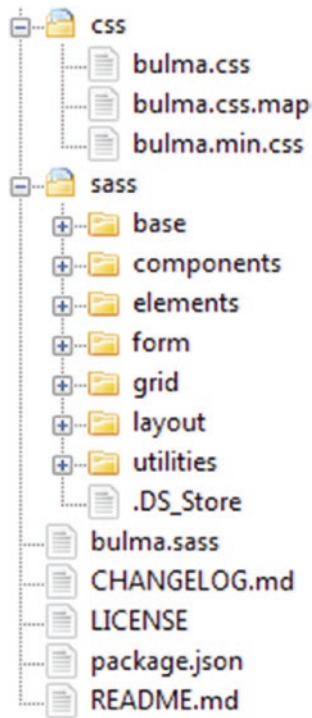 css
bulma.css
bulma.css.map
bulma.min.css
sass
base
components
elements
form
grid
layout
utilities
.DS_Store
bulma.sass
CHANGELOG.md
LICENSE
package.json
README.md